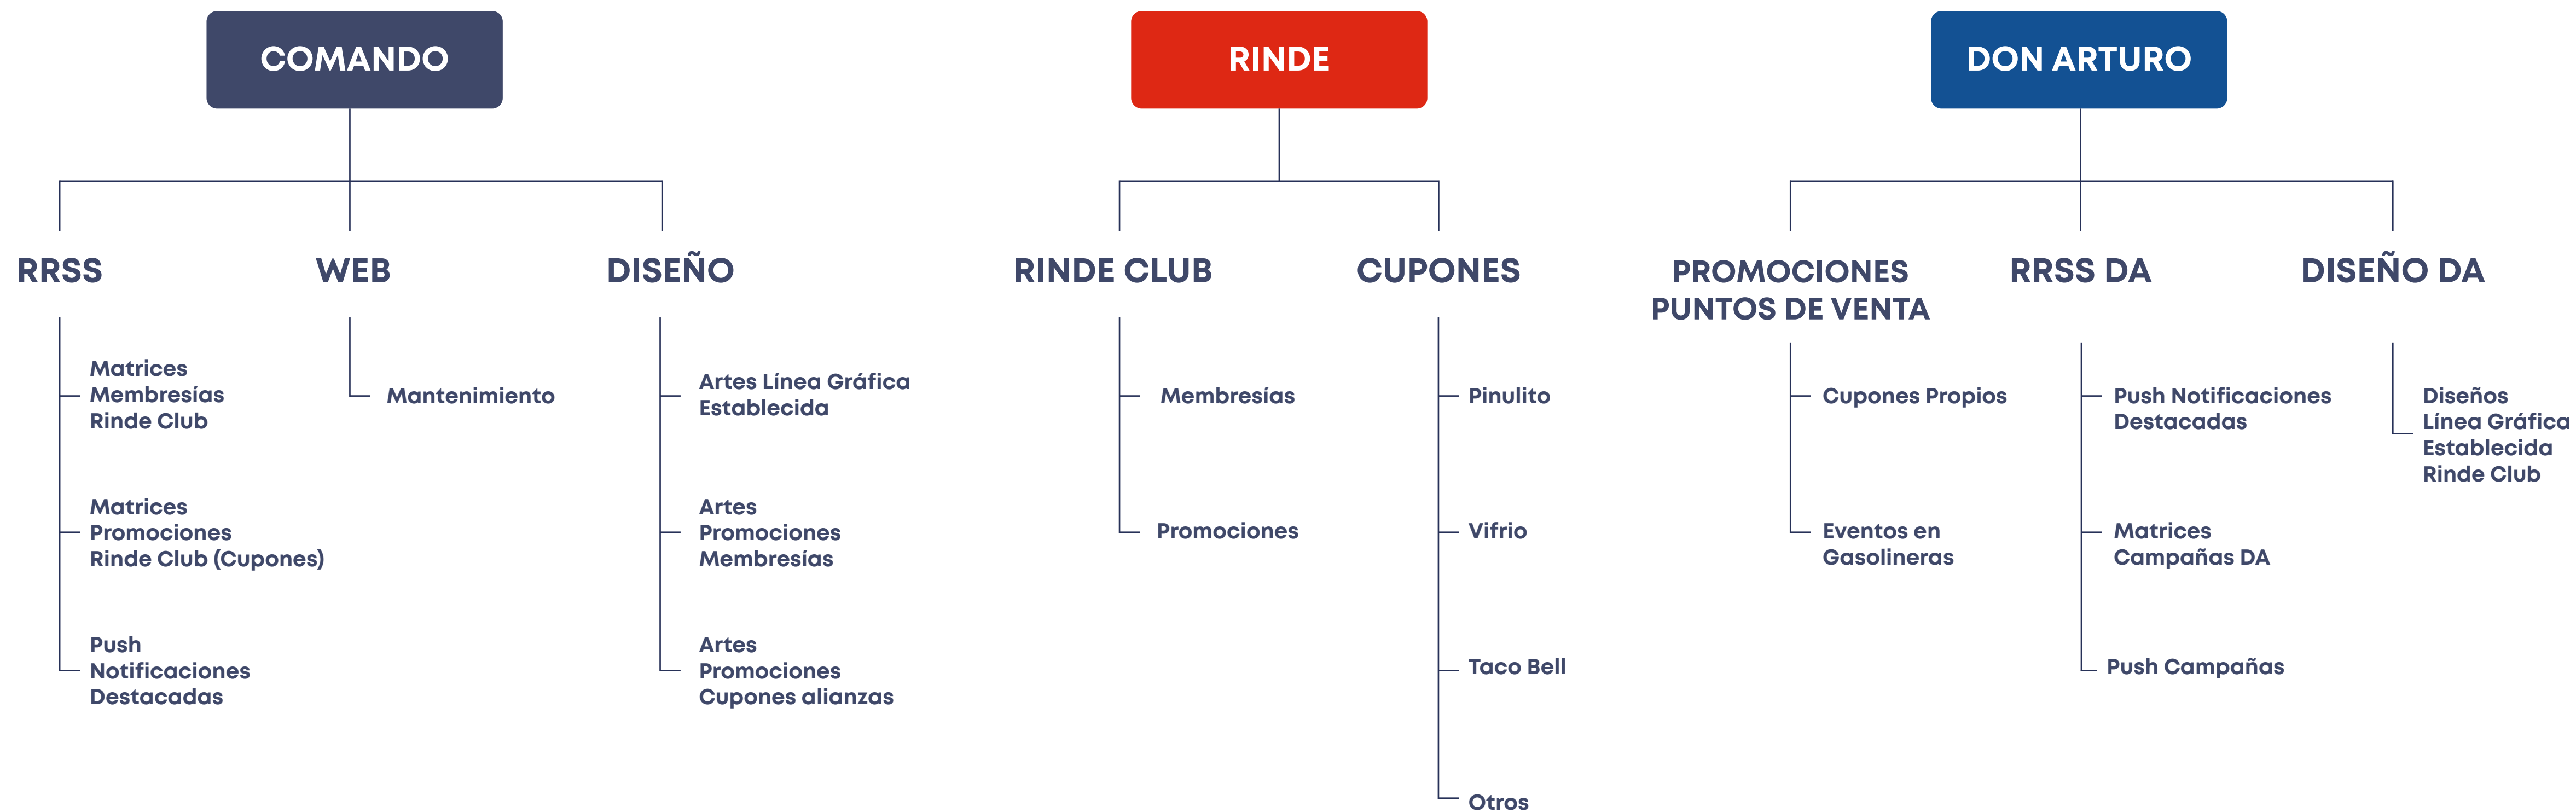 COMANDO
RRSS
Matrices
Membresías
Rinde Club
Matrices
Promociones
Rinde Club (Cupones)
Push
Notificaciones
Destacadas
WEB
Mantenimiento
DISEÑO
Artes Línea Gráfica
Establecida
Artes
Promociones
Membresías
Artes
Promociones
Cupones alianzas
RINDE
RINDE CLUB
Membresías
Promociones
CUPONES
Pinulito
Vifrio
Taco Bell
Otros
DON ARTURO
PROMOCIONES
PUNTOS DE VENTA
Cupones Propios
Eventos en
Gasolineras
RRSS DA
Push Notificaciones
Destacadas
Matrices
Campañas DA
Push Campañas
DISEÑO DA
Diseños
Línea Gráfica
Establecida
Rinde Club